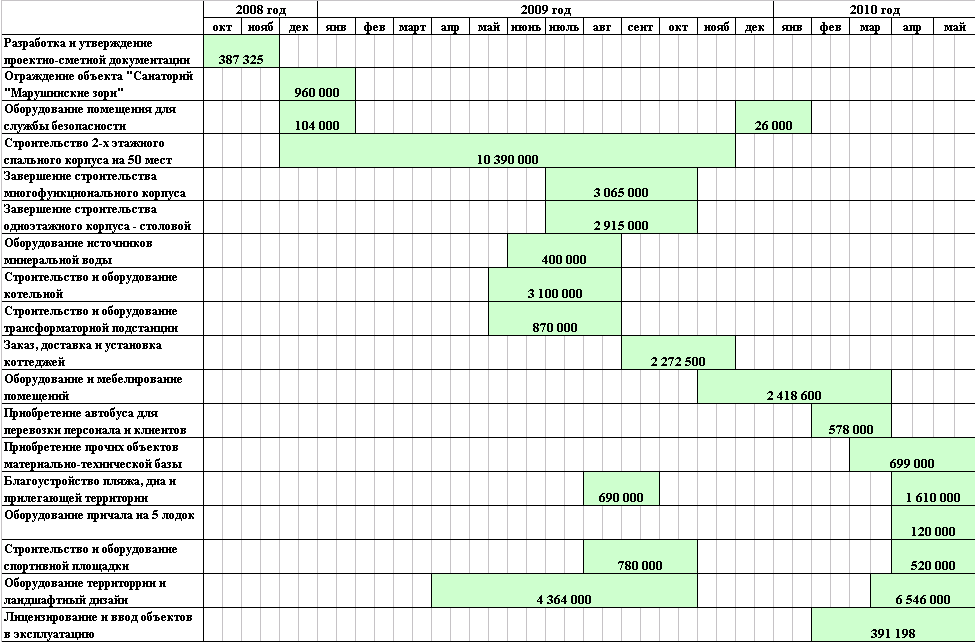 2008 год 2009 год 2010 год
окт нояб дек янв фев март апр май июнь июль авг сент окт дек янв фев мар апр май
Разработка и утверждение
проектно-сметной документации 387 325
Ограждение объекта "Санаторий
"Марушинские зори" 960 000
Оборудование помещения для
службы безопасности 104 000 26 000
Строительство 2-х этажного
спального корпуса на 50 мест 10 390 000
Завершение строительства
многофункционального корпуса 3 065 000
Завершение строительства
одноэтажного корпуса - столовой 2 915 000
Оборудование источников
минеральной воды 400 000
Строительство и оборудование
котельной 3 100 000
Строительство и оборудование
трансформаторной подстанции 870 000
Заказ, доставка и установка
коттеджей 2 272 500
Оборудование и мебелирование
помещений 2 418 600
Приобретение автобуса для
перевозки персонала и клиентов 578 000
Приобретение прочих объектов
материально-технической базы 699 000
Благоустройство пляжа, дна и
прилегающей территории 690 000 1 610 000
Оборудование причала на 5 лодок
120 000
Строительство и оборудование
спортивной площадки 780 000 520 000
Оборудование территоррии и
ландшафтный дизайн 4 364 000 6 546 000
Лицензирование и ввод объектов
в эксплуатацию 391 198